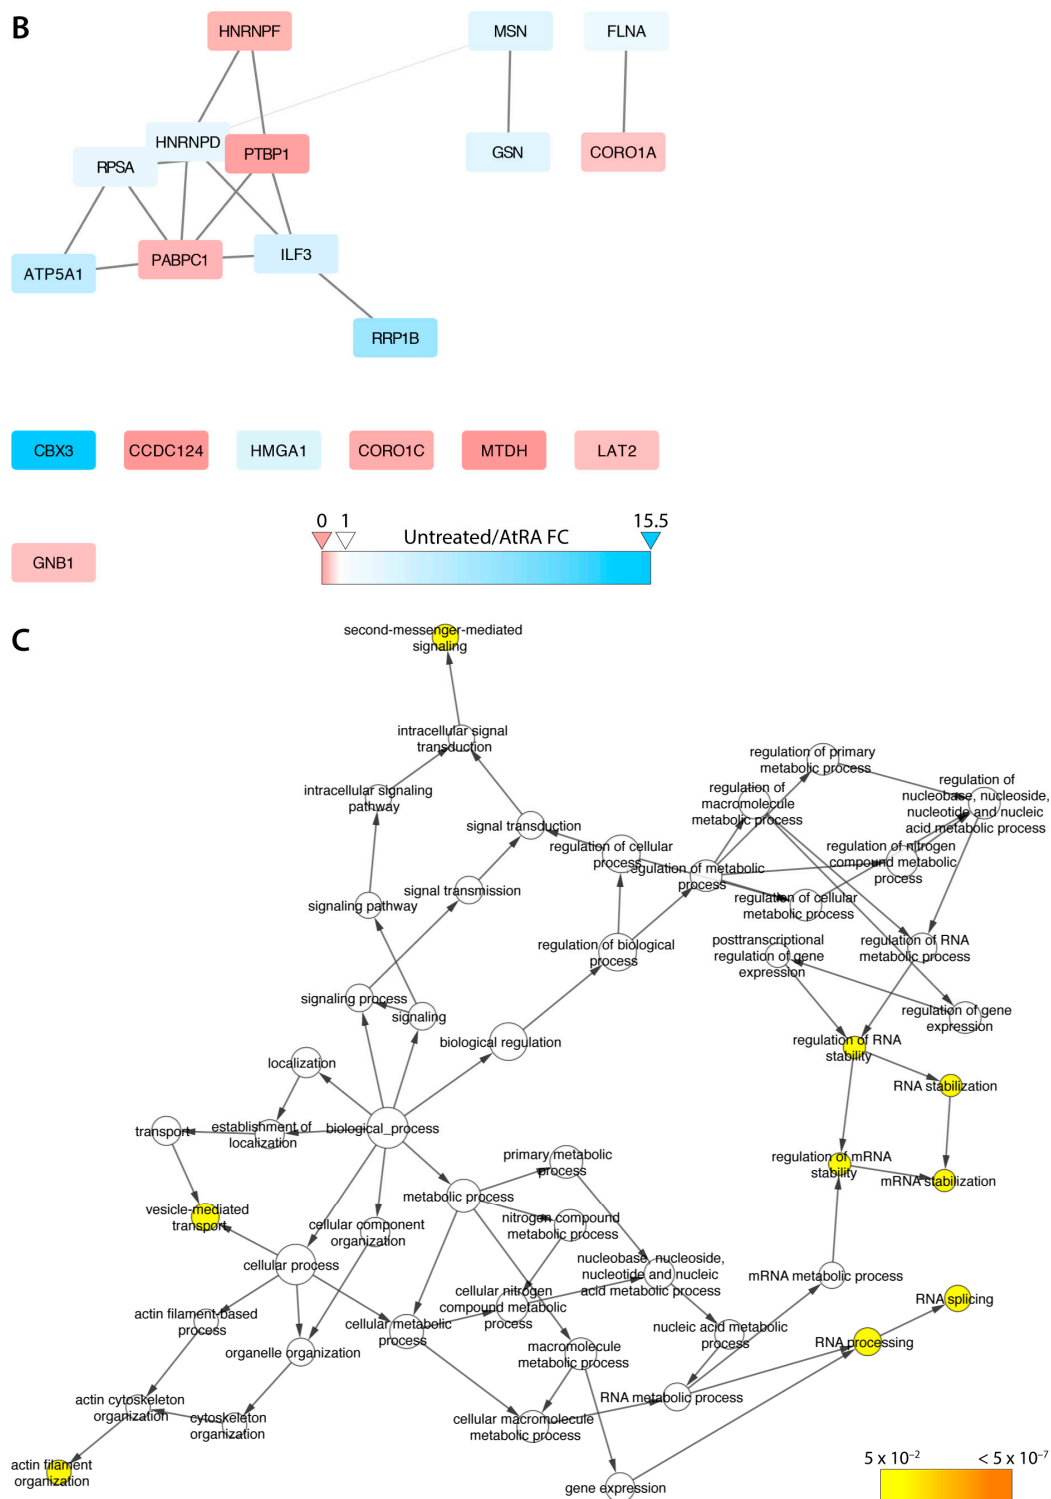 B
HNRNPF
MSN
FLNA
HNRNPD
PTBP1
RPSA
GSN
CORO1A
ATP5A1
PABPC1
ILF3
RRP1B
CBX3
CCDC124
HMGA1
CORO1C
MTDH
LAT2
GNB1
0
1
Untreated/AtRA FC
15.5
C
second-messenger-mediated
signaling
intracellular signal
transduction
intracellular signaling
pathway
signal transduction
signal transmission
signaling pathway
signaling process
signaling
regulation of cellular
process
regulation of metabolic
process
regulation of biological
process
biological regulation
regulation of primary
metabolic process
regulation of
macromolecule
metabolic process
regulation of
nucleobase, nucleoside,
nucleotide and nucleic
acid metabolic process
regulation of nitrogen
compound metabolic
process
regulation of cellular
metabolic process
posttranscriptional
regulation of gene
expression
regulation of RNA
metabolic process
regulation of gene
expression
regulation of RNA
stability
RNA stabilization
regulation of mRNA
stability
mRNA stabilization
localization
establishment of
localization
transport
biological_process
vesicle-mediated
transport
primary metabolic
process
metabolic process
nitrogen compound
metabolic process
cellular component
organization
cellular process
nucleobase, nucleoside,
nucleotide and nucleic
acid metabolic process
cellular nitrogen
compound metabolic
process
mRNA metabolic process
RNA splicing
actin filament-based
process
cellular metabolic
process
nucleic acid metabolic
process
RNA processing
organelle organization
macromolecule
metabolic process
RNA metabolic process
actin cytoskeleton
organization
cytoskeleton
organization
cellular macromolecule
metabolic process
actin filament
organization
gene expression
5 x 10⁻²
< 5 x 10⁻⁷